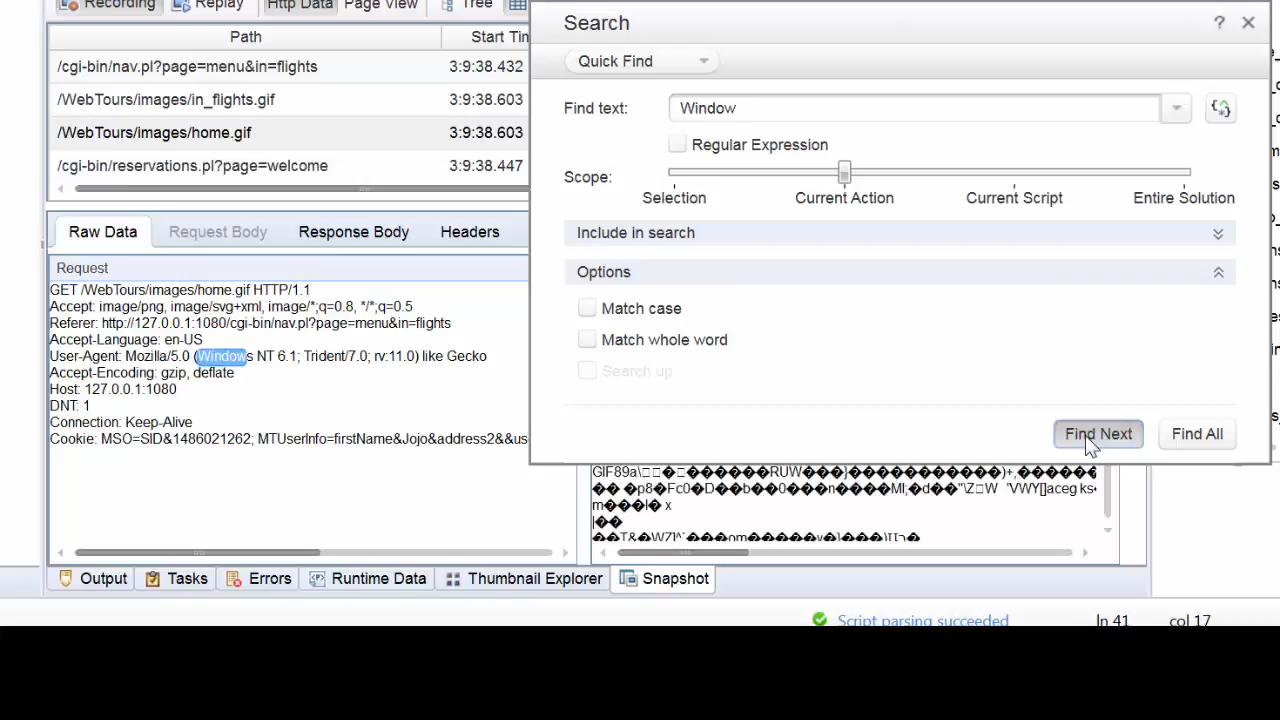 Recording Replay Http Data Page View Tree
Path Start Tin
/cgi-bin/nav.pl?page=menu&in=flights 3:9:38.432
/WebTours/images/in_flights.gif 3:9:38.603
/WebTours/images/home.gif 3:9:38.603
/cgi-bin/reservations.pl?page=welcome 3:9:38.447
Raw Data Request Body Response Body Headers
Request
GET /WebTours/images/home.gif HTTP/1.1
Accept: image/png, image/svg+xml, image/*;q=0.8, */*;q=0.5
Referer: http://127.0.0.1:1080/cgi-bin/nav.pl?page=menu&in=flights
Accept-Language: en-US
User-Agent: Mozilla/5.0 (Windows NT 6.1; Trident/7.0; rv:11.0) like Gecko
Accept-Encoding: gzip, deflate
Host: 127.0.0.1:1080
DNT: 1
Connection: Keep-Alive
Cookie: MSO=SID&1486021262; MTUserInfo=firstName&Jojo&address2&&us
Search
Quick Find
Find text: Window
Regular Expression
Scope:
Selection Current Action Current Script Entire Solution
Include in search
Options
Match case
Match whole word
Search up
Find Next Find All
Output Tasks Errors Runtime Data Thumbnail Explorer Snapshot
Script parsing succeeded ln 41 col 17